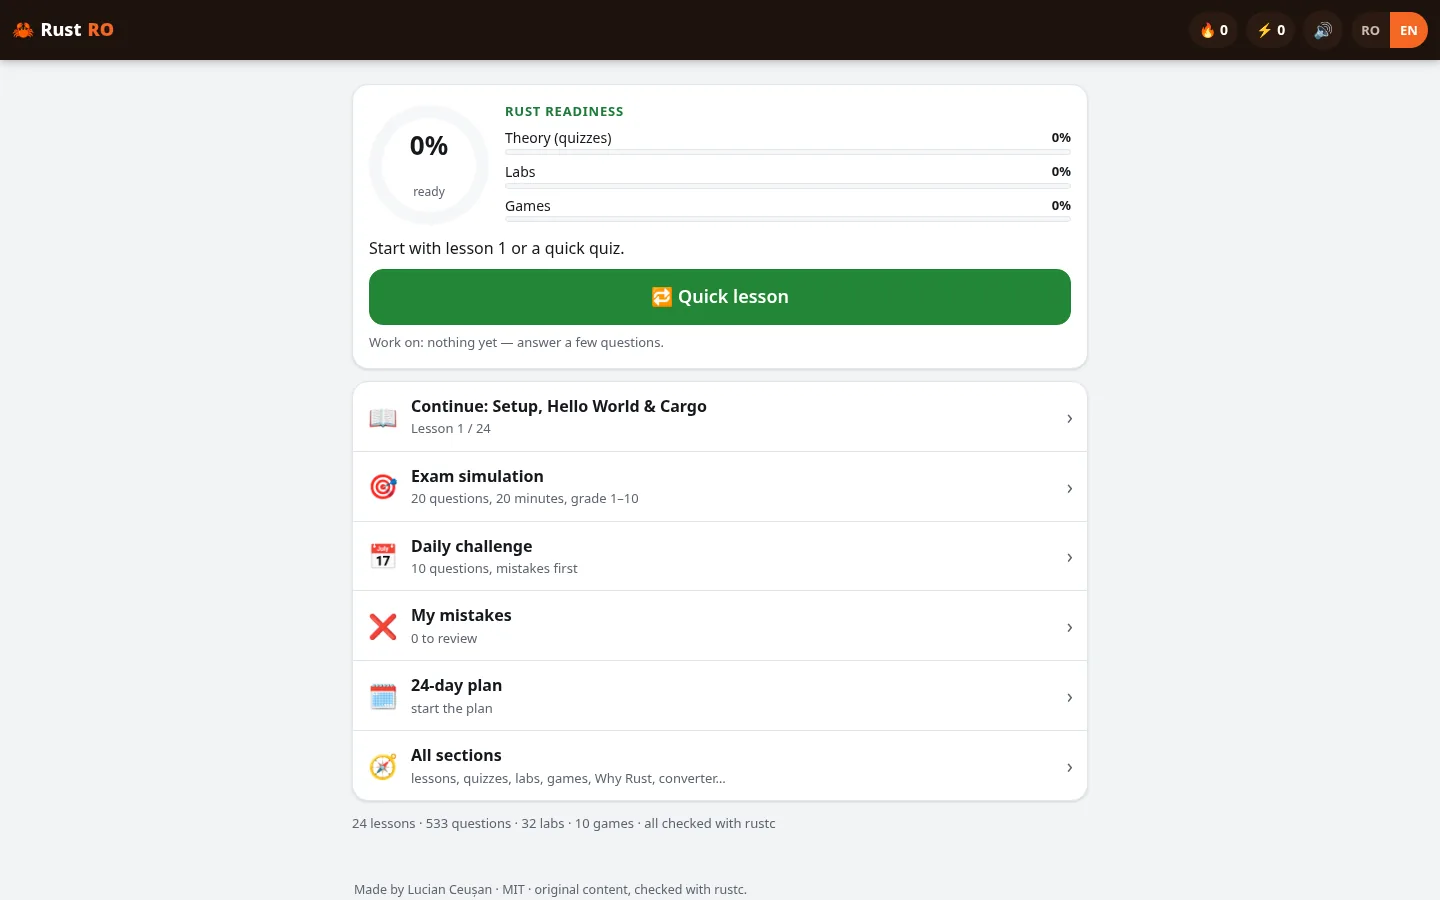 🦀 Rust RO
🔥 0
⚡ 0
🔊
RO
EN
0%
ready
RUST READINESS
Theory (quizzes) 0%
Labs 0%
Games 0%
Start with lesson 1 or a quick quiz.
🔁 Quick lesson
Work on: nothing yet — answer a few questions.
Continue: Setup, Hello World & Cargo
Lesson 1 / 24
›
Exam simulation
20 questions, 20 minutes, grade 1–10
›
Daily challenge
10 questions, mistakes first
›
My mistakes
0 to review
›
24-day plan
start the plan
›
All sections
lessons, quizzes, labs, games, Why Rust, converter…
›
24 lessons · 533 questions · 32 labs · 10 games · all checked with rustc
Made by Lucian Ceușan · MIT · original content, checked with rustc.